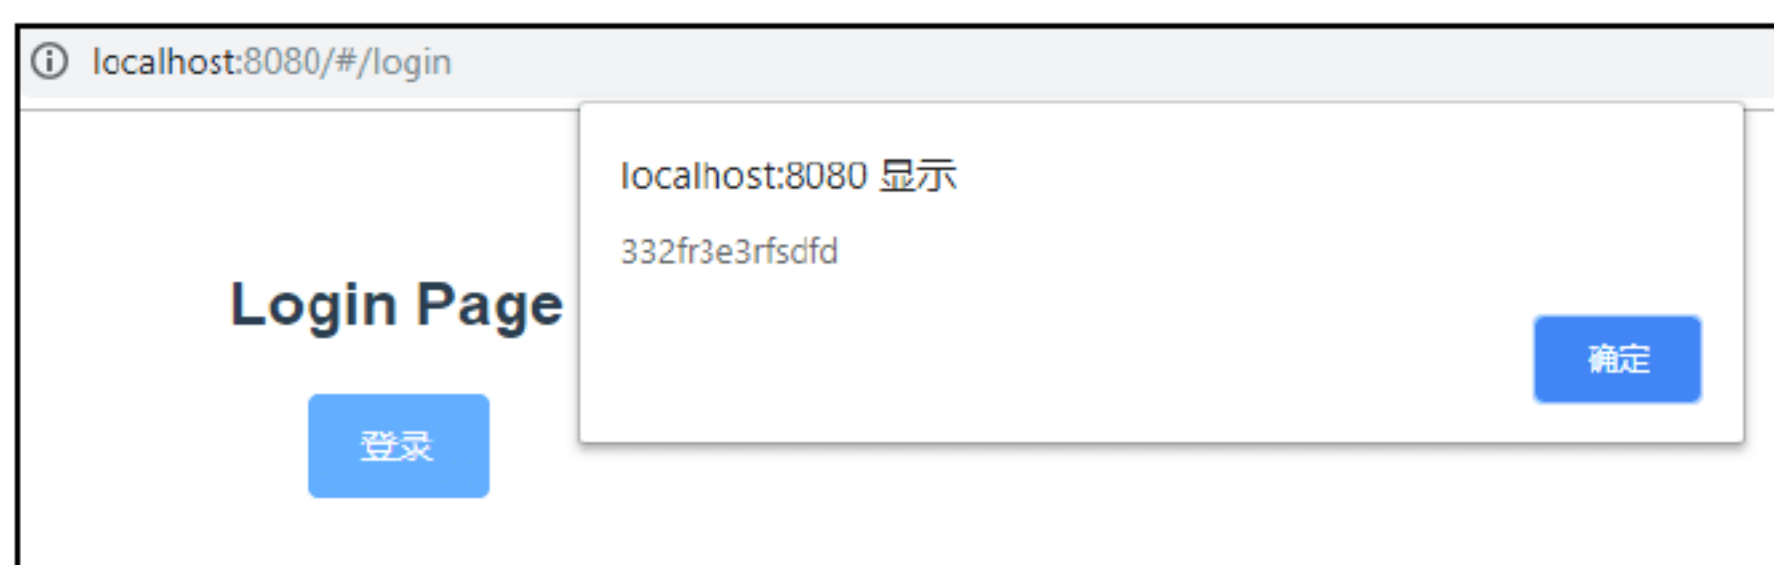 localhost:8080/#/login
localhost:8080 显示
332fr3e3rfsdfd
Login Page
确定
登录